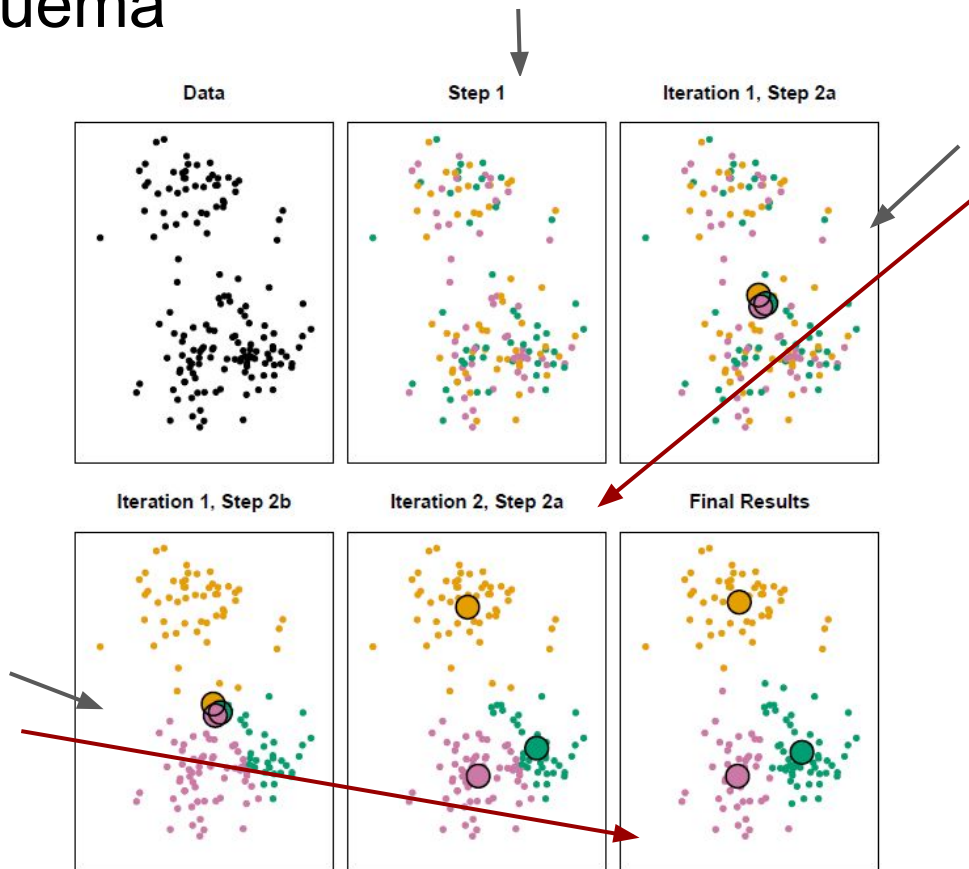 uema
Data
Step 1
Iteration 1, Step 2a
Iteration 1, Step 2b
Iteration 2, Step 2a
Final Results